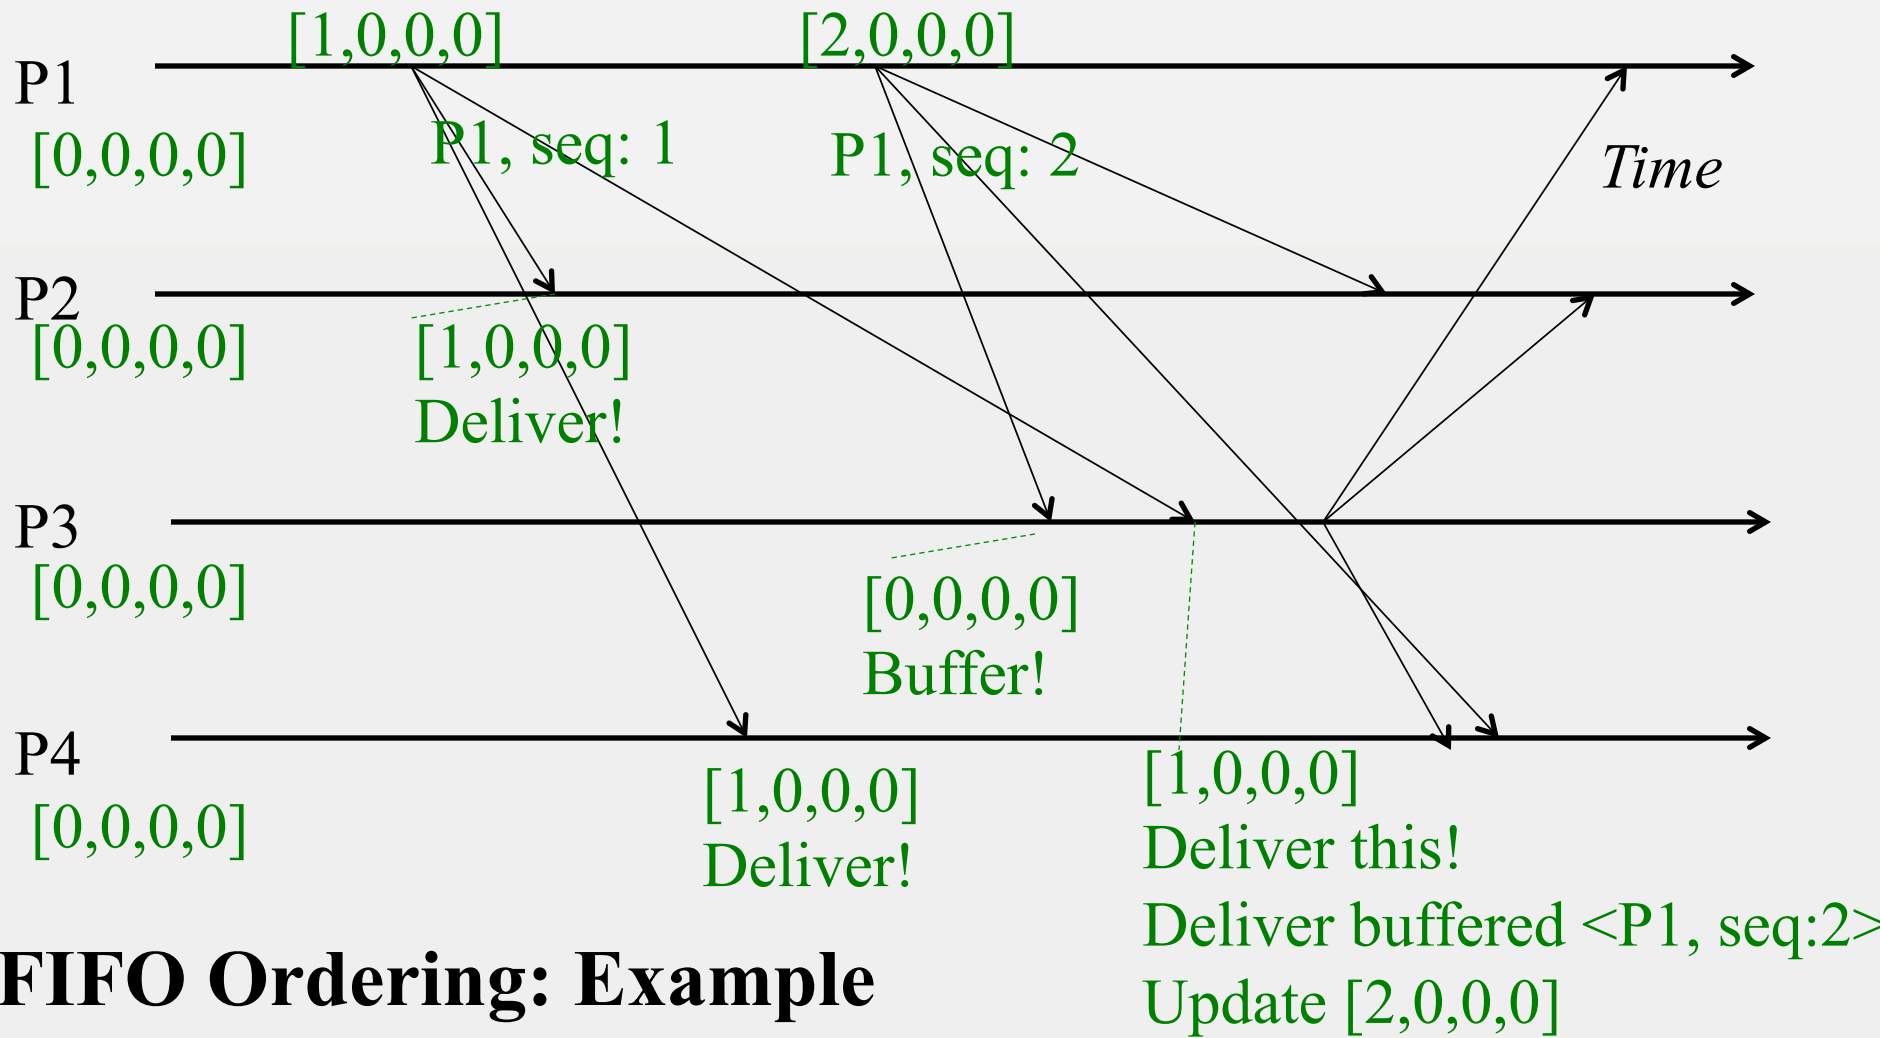 [1,0,0,0]
[2,0,0,0]
P1
P1, seq: 1
P1, seq: 2
[0,0,0,0]
Time
P2
[0,0,0,0]
[1,0,0,0]
Deliver!
P3
[0,0,0,0]
[0,0,0,0]
Buffer!
P4
[0,0,0,0]
[1,0,0,0]
Deliver!
[1,0,0,0]
Deliver this!
Deliver buffered <P1, seq:2>
Update [2,0,0,0]
FIFO Ordering: Example